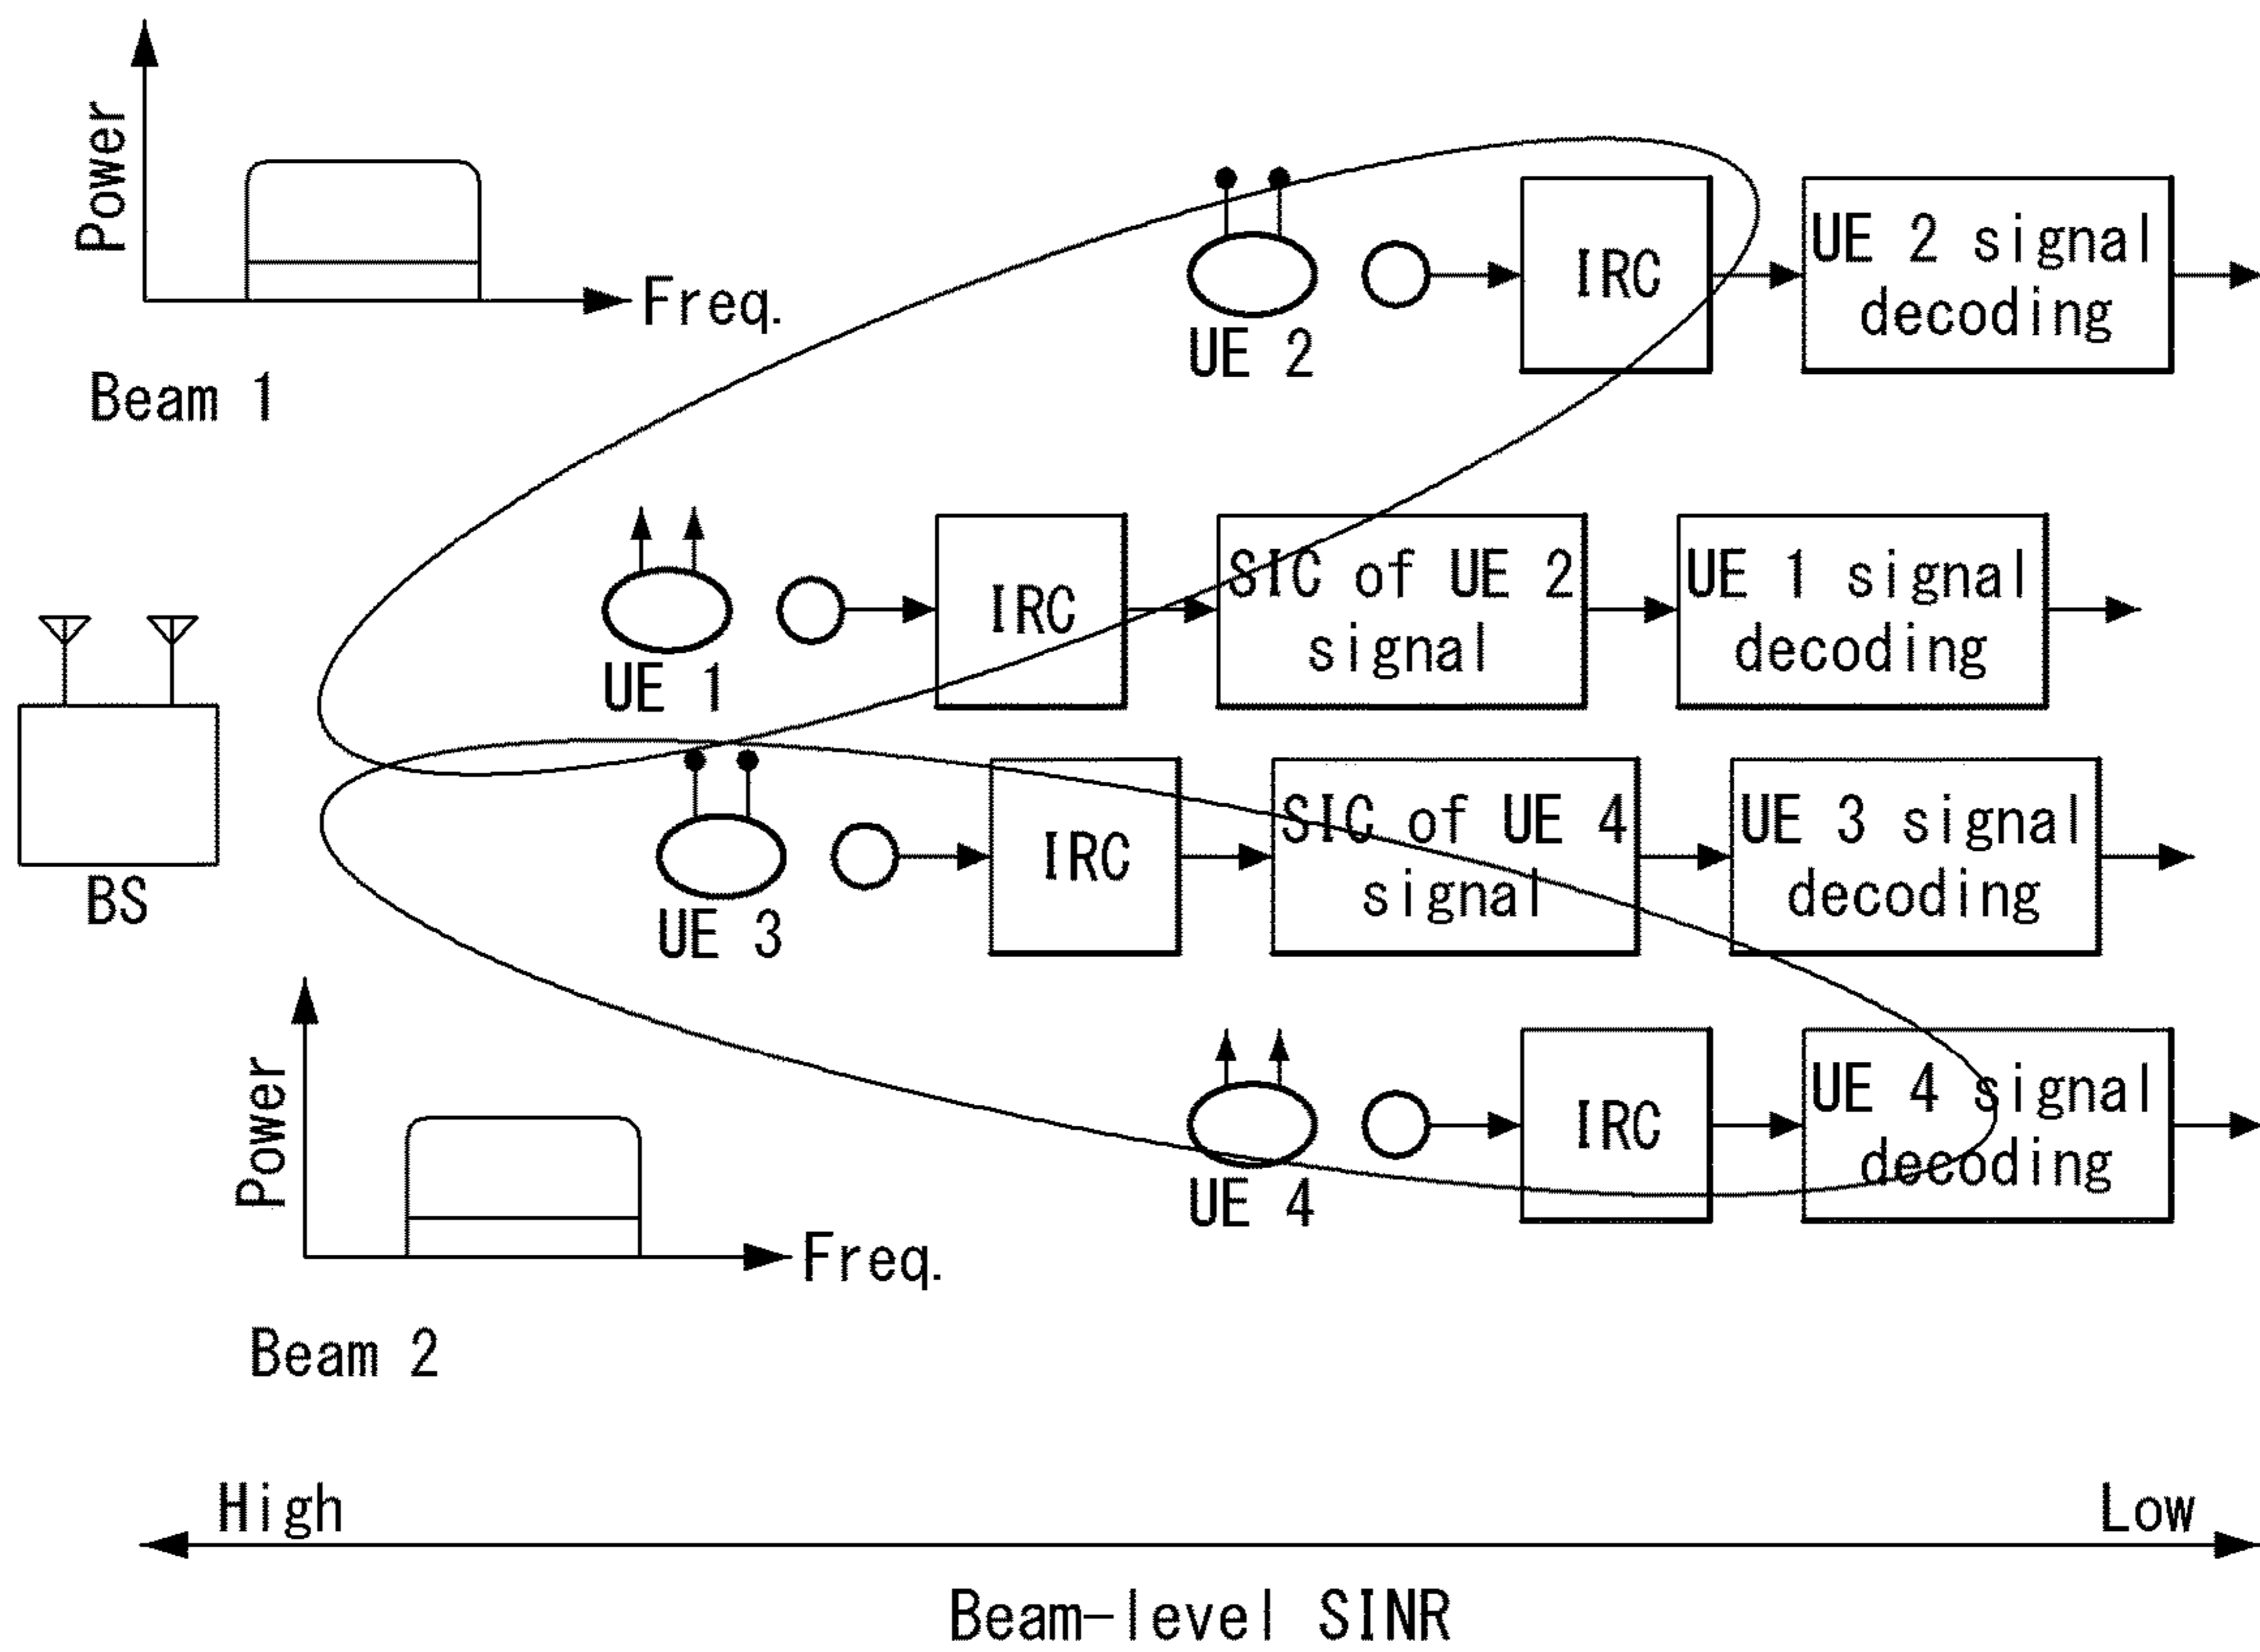 Power
Freq.
Beam 1
UE 2
IRC
UE 2 signal
decoding
UE 1
IRC
SIC of UE 2
signal
UE 1 signal
decoding
BS
UE 3
IRC
SIC of UE 4
signal
UE 3 signal
decoding
UE 4
IRC
UE 4 signal
decoding
Power
Freq.
Beam 2
High
Low
Beam-level SINR